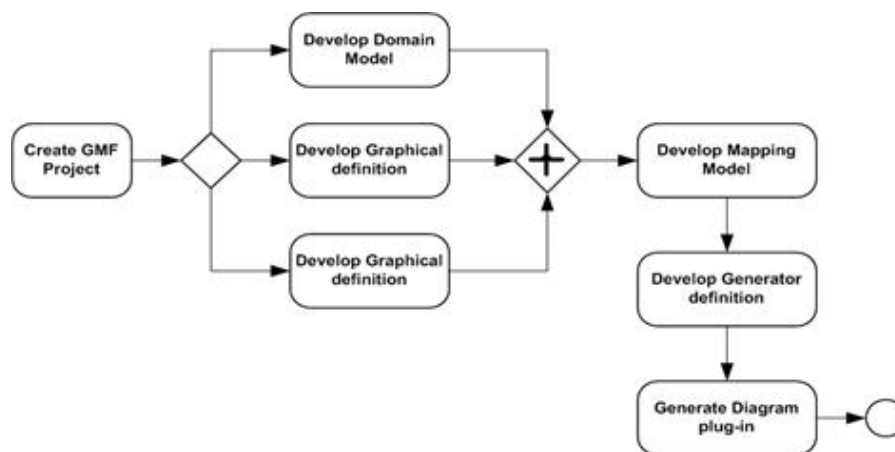 Develop Domain
Model
Create GMF
Project
Develop Graphical
definition
Develop Mapping
Model
Develop Graphical
definition
Develop Generator
definition
Generate Diagram
plug-in